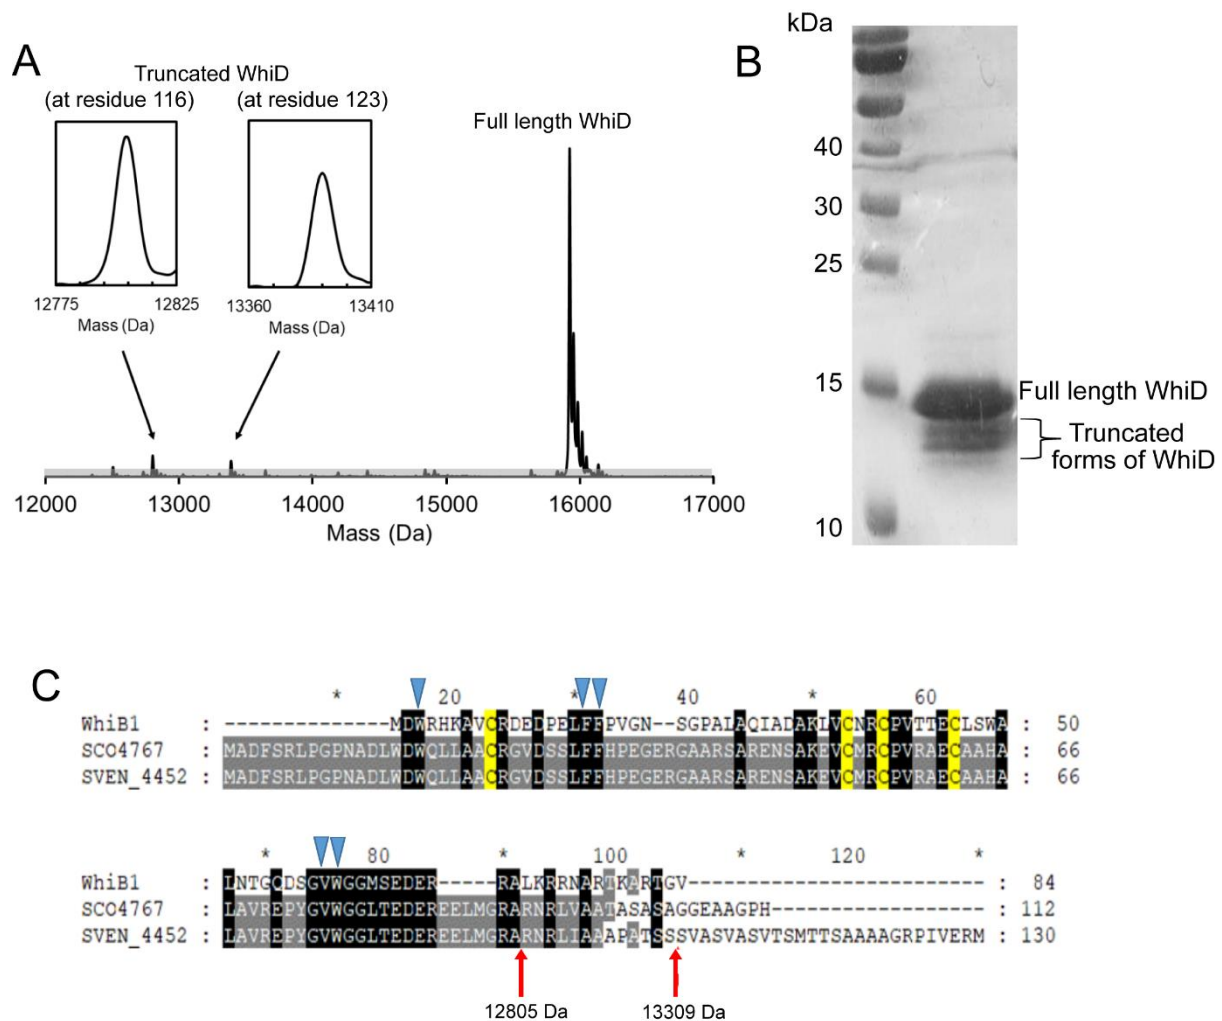 A
Truncated WhiD
(at residue 116) (at residue 123)
Full length WhiD
12775 12825
Mass (Da)
13360 13410
Mass (Da)
12000 13000 14000 15000 16000 17000
Mass (Da)
B
kDa
40
30
25
15
10
Full length WhiD
Truncated
forms of WhiD
C
* 20 * 40 * 60
WhiB1 : --------------MDWRHKAVCRDEDPELFFPVGN--SGPALAQIADAKLVCNRCPVTTECLSWA : 50
SCO4767 : MADFSRLPGPNADLWDWQLLAACRGVDSSLFFHPEGERGAARSARENSAKEVCMRCPVRAECAAHA : 66
SVEN_4452 : MADFSRLPGPNADLWDWQLLAACRGVDSSLFFHPEGERGAARSARENSAKEVCMRCPVRAECAAHA : 66
* 80 * 100 * 120 *
WhiB1 : LNTGQDSGVWGGMSEDER-----RALKRRNARTKARTGV-------------------------- : 84
SCO4767 : LAVREPYGVWGGLTEDEREELMGRARNRLVAATASASAGGEAAGPH------------------ : 112
SVEN_4452 : LAVREPYGVWGGLTEDEREELMGRARNRLIAAAPATSSSVASVASVTSMTTSAAAAGRPIVERM : 130
12805 Da 13309 Da